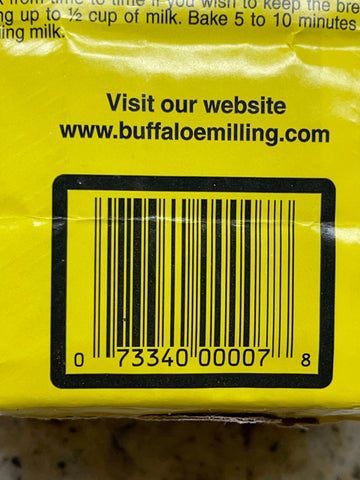 from time to time if you wish to keep the bre
ng up to ½ cup of milk. Bake 5 to 10 minutes
ing milk.
Visit our website
www.buffaloemilling.com
0 73340 00007 8